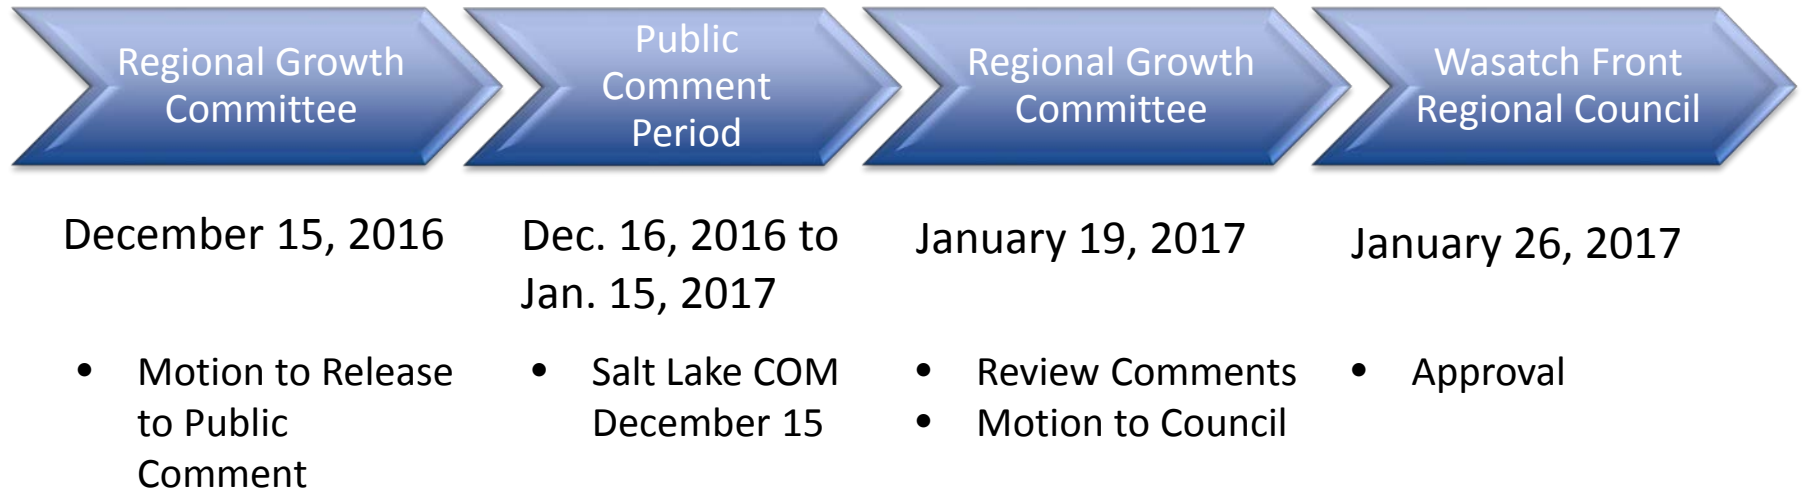 Regional Growth
Committee
Public
Comment
Period
Regional Growth
Committee
Wasatch Front
Regional Council
December 15, 2016
Dec. 16, 2016 to
Jan. 15, 2017
January 19, 2017
January 26, 2017
• Motion to Release
to Public
Comment
• Salt Lake COM
December 15
• Review Comments
• Motion to Council
• Approval